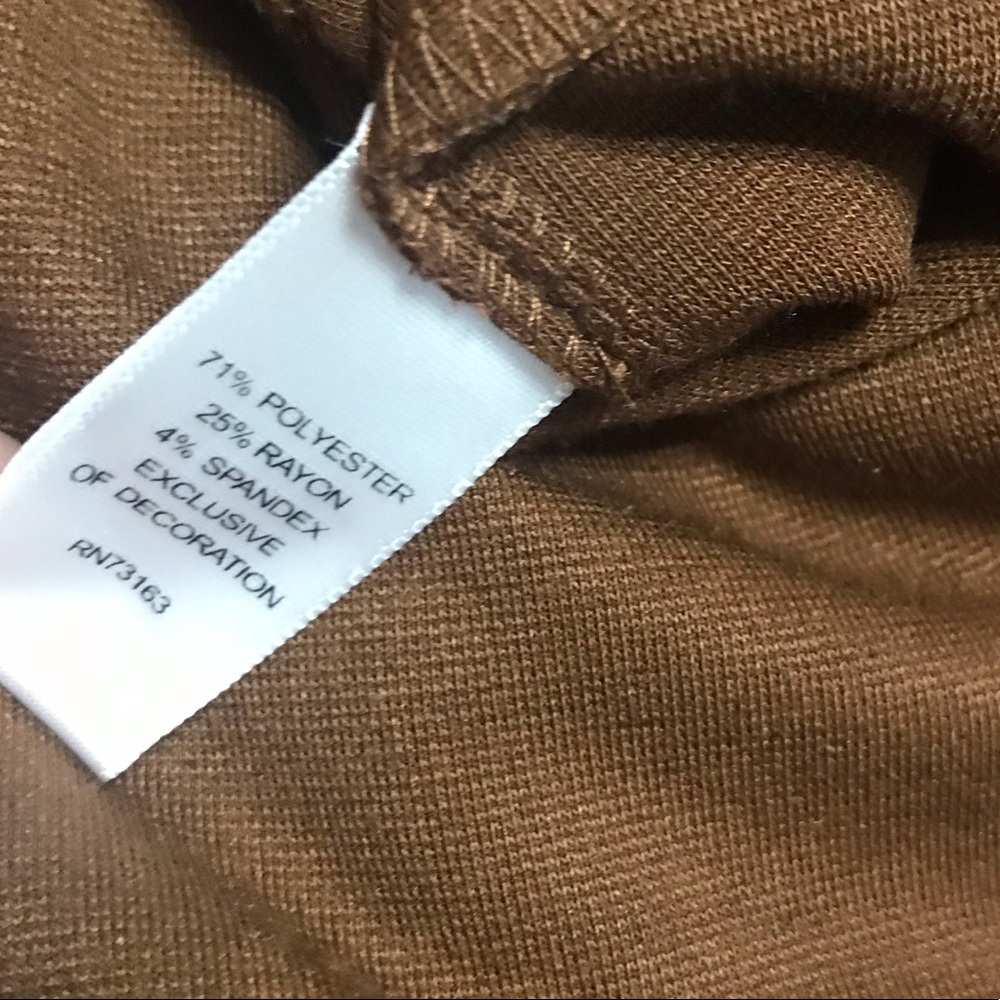 71% POLYESTER
25% RAYON
4% SPANDEX
EXCLUSIVE
OF DECORATION
RN73163